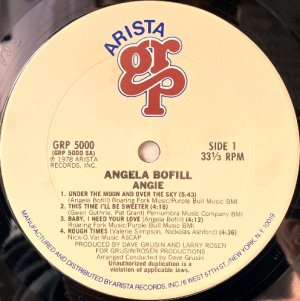 ARISTA
grp
GRP 5000
(GRP 5000 SA)
℗ 1978 ARISTA
RECORDS, INC.
SIDE 1
33⅓ RPM
ANGELA BOFILL
ANGIE
1. UNDER THE MOON AND OVER THE SKY (5:43)
(Angela Bofill) Roaring Fork Music/Purple Bull Music BMI
2. THIS TIME I'LL BE SWEETER (4:16)
(Gwen Guthrie, Pat Grant) Penumbra Music Company BMI
3. BABY, I NEED YOUR LOVE (Angela Bofill) (4:12)
Roaring Fork Music/Purple Bull Music BMI
4. ROUGH TIMES (Valerie Simpson, Nicholas Ashford) (4:36)
Nick-O-Val Music ASCAP
PRODUCED BY DAVE GRUSIN AND LARRY ROSEN
FOR GRUSIN/ROSEN PRODUCTIONS
Arranged and Conducted by Dave Grusin
Unauthorized duplication is a
violation of applicable laws.
MANUFACTURED AND DISTRIBUTED BY ARISTA RECORDS, INC./6 WEST 57TH ST./NEW YORK, N.Y. 10019